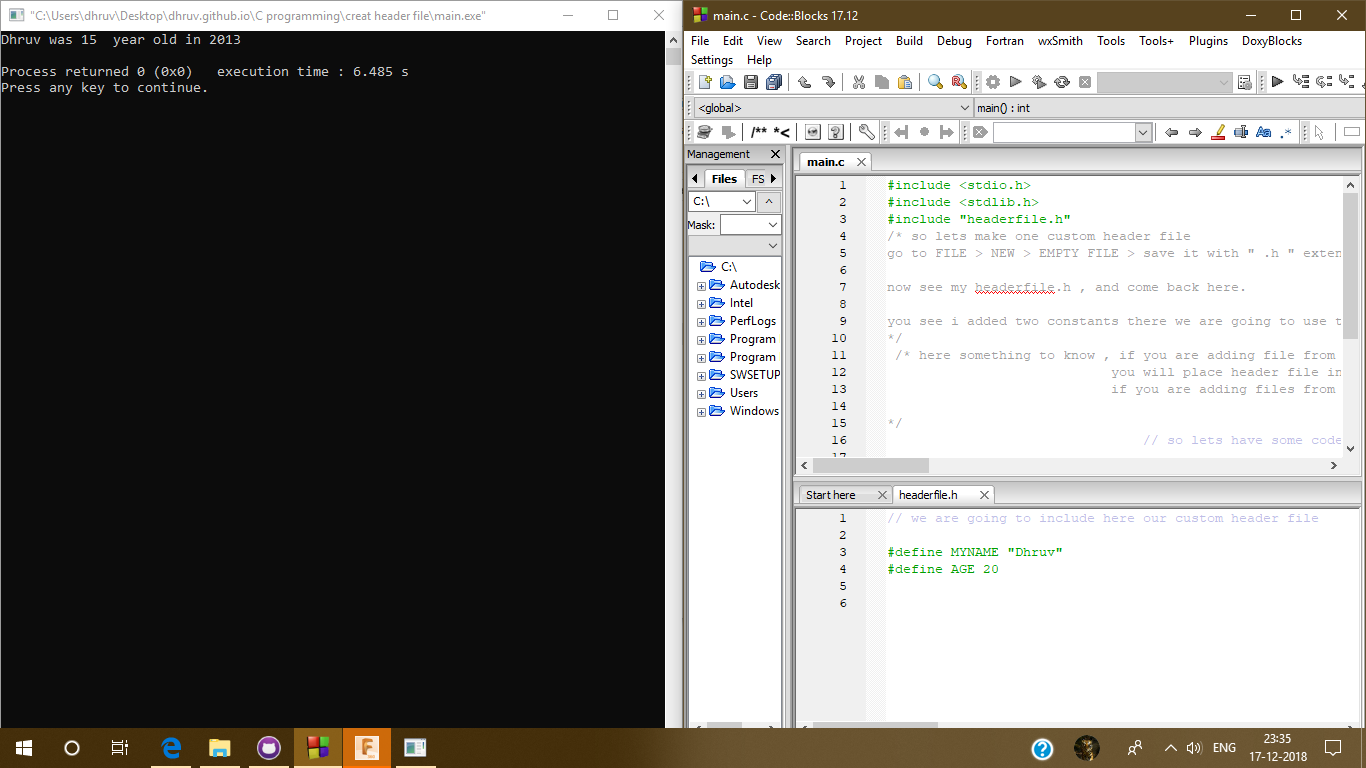 "C:\Users\dhruv\Desktop\dhruv.github.io\C programming\creat header file\main.exe"
Dhruv was 15  year old in 2013
Process returned 0 (0x0)   execution time : 6.485 s
Press any key to continue.
main.c - Code::Blocks 17.12
File Edit View Search Project Build Debug Fortran wxSmith Tools Tools+ Plugins DoxyBlocks
Settings Help
<global> main() : int
/** *<
Aa .*
Management
Files FS
C:\
Mask:
C:\
Autodesk
Intel
PerfLogs
Program
Program
SWSETUP
Users
Windows
main.c
1 #include <stdio.h>
2 #include <stdlib.h>
3 #include "headerfile.h"
4 /* so lets make one custom header file
5 go to FILE > NEW > EMPTY FILE > save it with " .h " exten
6
7 now see my headerfile.h , and come back here.
8
9 you see i added two constants there we are going to use t
10 */
11 /* here something to know , if you are adding file from
12 you will place header file in
13 if you are adding files from
14
15 */
16 // so lets have some code
17
Start here headerfile.h
1 // we are going to include here our custom header file
2
3 #define MYNAME "Dhruv"
4 #define AGE 20
5
6
F
ENG
23:35
17-12-2018